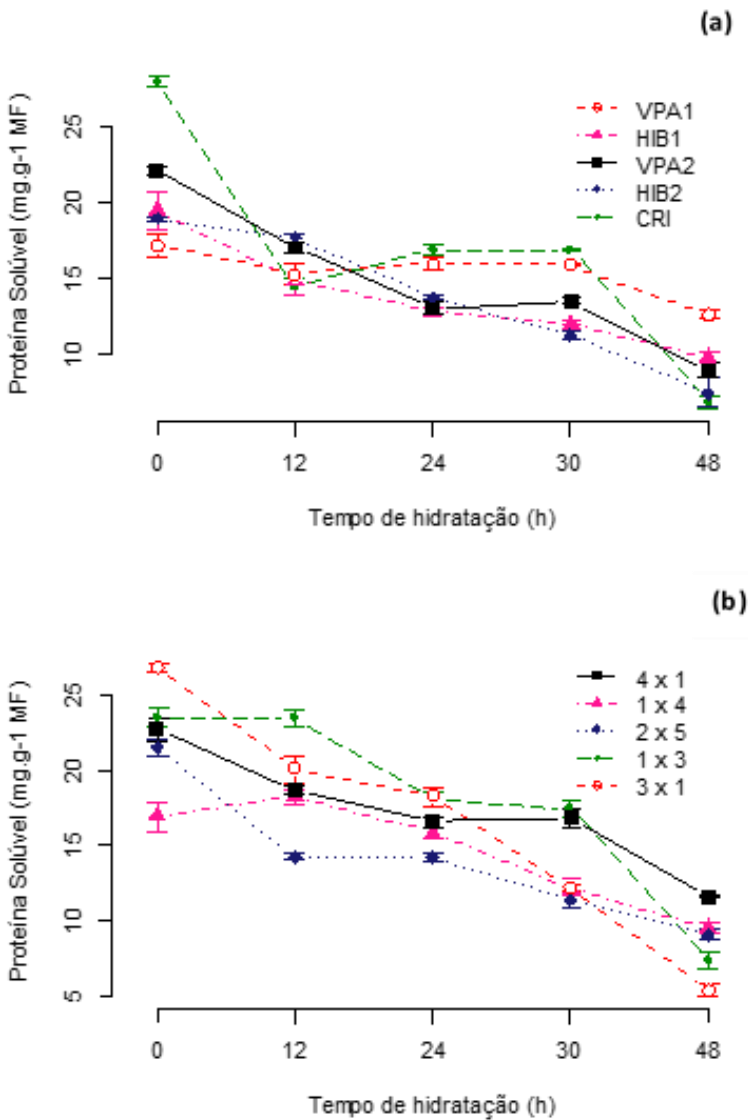 (a)
Proteína Solúvel (mg.g-1 MF)
25
20
15
10
VPA1
HIB1
VPA2
HIB2
CRI
0 12 24 30 48
Tempo de hidratação (h)
(b)
Proteína Solúvel (mg.g-1 MF)
25
20
15
10
5
4 x 1
1 x 4
2 x 5
1 x 3
3 x 1
0 12 24 30 48
Tempo de hidratação (h)